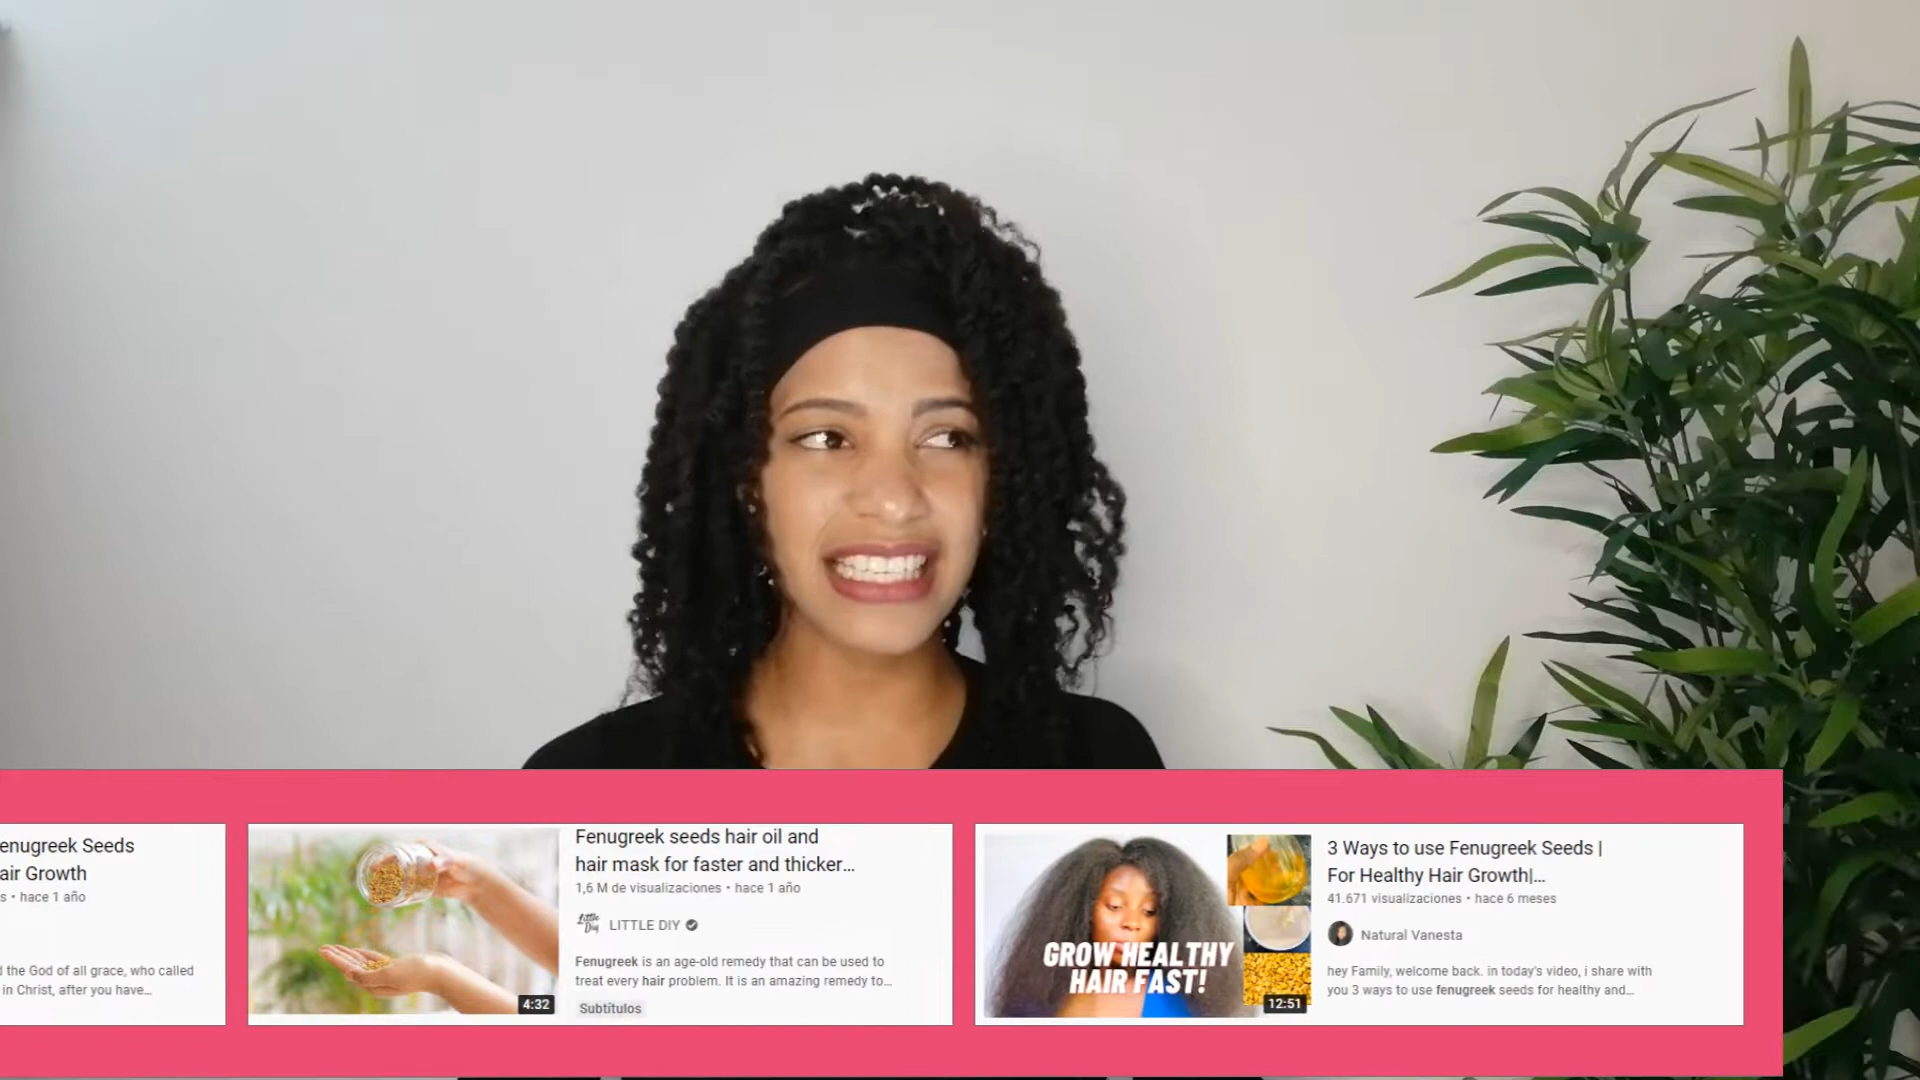 enugreek Seeds
air Growth
s • hace 1 año
d the God of all grace, who called
in Christ, after you have...
4:32
Fenugreek seeds hair oil and
hair mask for faster and thicker...
1,6 M de visualizaciones • hace 1 año
Little Diy
LITTLE DIY
Fenugreek is an age-old remedy that can be used to
treat every hair problem. It is an amazing remedy to...
Subtítulos
GROW HEALTHY
HAIR FAST!
12:51
3 Ways to use Fenugreek Seeds |
For Healthy Hair Growth|...
41.671 visualizaciones • hace 6 meses
Natural Vanesta
hey Family, welcome back. in today's video, i share with
you 3 ways to use fenugreek seeds for healthy and...